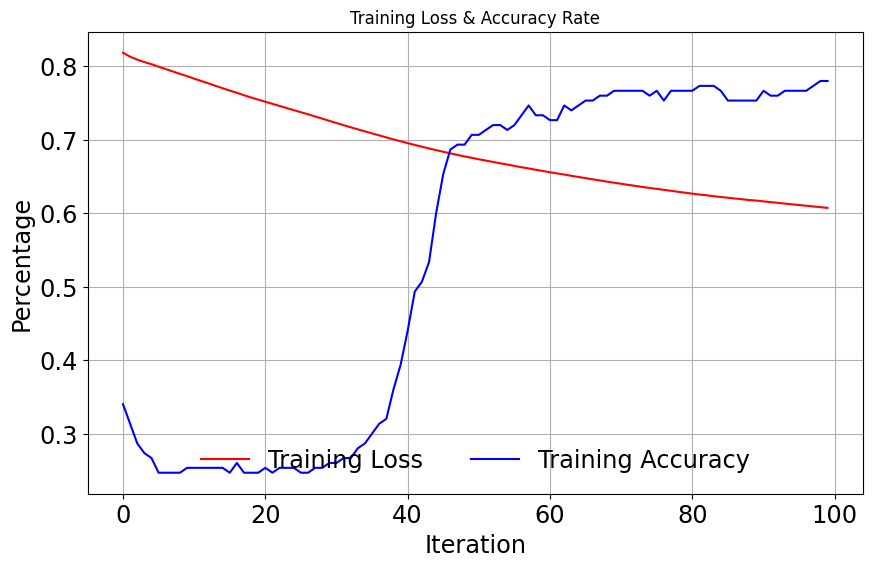 Training Loss & Accuracy Rate
Percentage
0.8
0.7
0.6
0.5
0.4
0.3
Training Loss Training Accuracy
0 20 40 60 80 100
Iteration